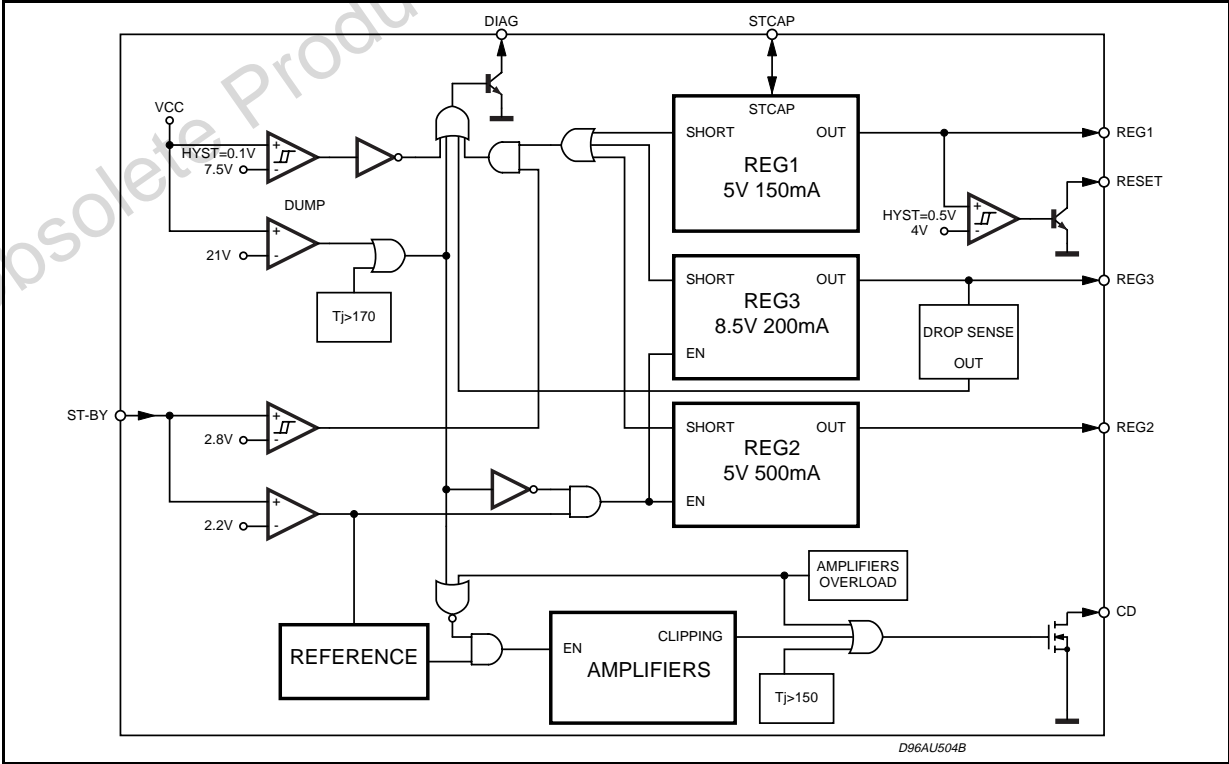 bsolete Produ
DIAG
STCAP
VCC
HYST=0.1V
7.5V
+
-
DUMP
21V
+
-
Tj>170
STCAP
SHORT
OUT
REG1
5V 150mA
REG1
RESET
HYST=0.5V
4V
+
-
SHORT
OUT
REG3
8.5V 200mA
EN
REG3
DROP SENSE
OUT
ST-BY
2.8V
+
-
2.2V
+
-
SHORT
OUT
REG2
5V 500mA
EN
REG2
AMPLIFIERS
OVERLOAD
REFERENCE
EN
CLIPPING
AMPLIFIERS
Tj>150
CD
D96AU504B